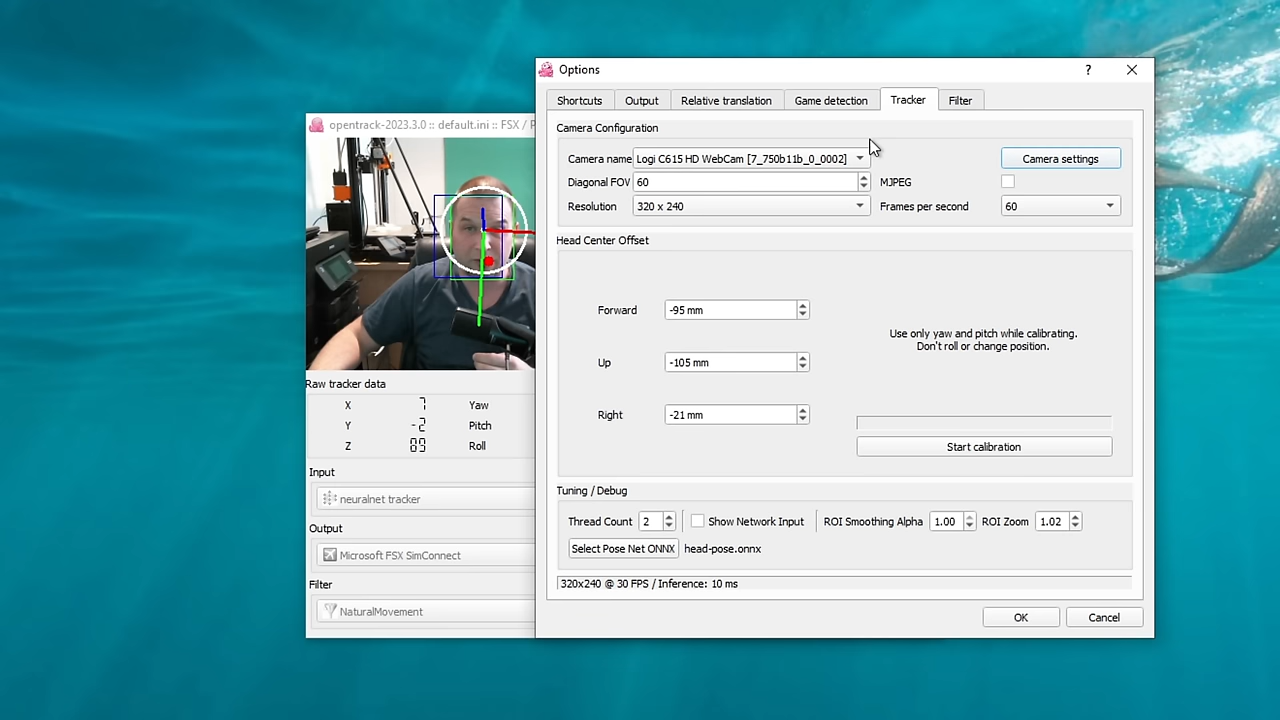 opentrack-2023.3.0 :: default.ini :: FSX / P
X 7 Yaw
Y -2 Pitch
Z 89 Roll
Raw tracker data
Input
neuralnet tracker
Output
Microsoft FSX SimConnect
Filter
NaturalMovement
Options
?
Shortcuts Output Relative translation Game detection Tracker Filter
Camera Configuration
Camera name Logi C615 HD WebCam [7_750b11b_0_0002] Camera settings
Diagonal FOV 60 MJPEG
Resolution 320 x 240 Frames per second 60
Head Center Offset
Forward -95 mm
Use only yaw and pitch while calibrating.
Don't roll or change position.
Up -105 mm
Right -21 mm
Start calibration
Tuning / Debug
Thread Count 2 Show Network Input ROI Smoothing Alpha 1.00 ROI Zoom 1.02
Select Pose Net ONNX head-pose.onnx
320x240 @ 30 FPS / Inference: 10 ms
OK Cancel